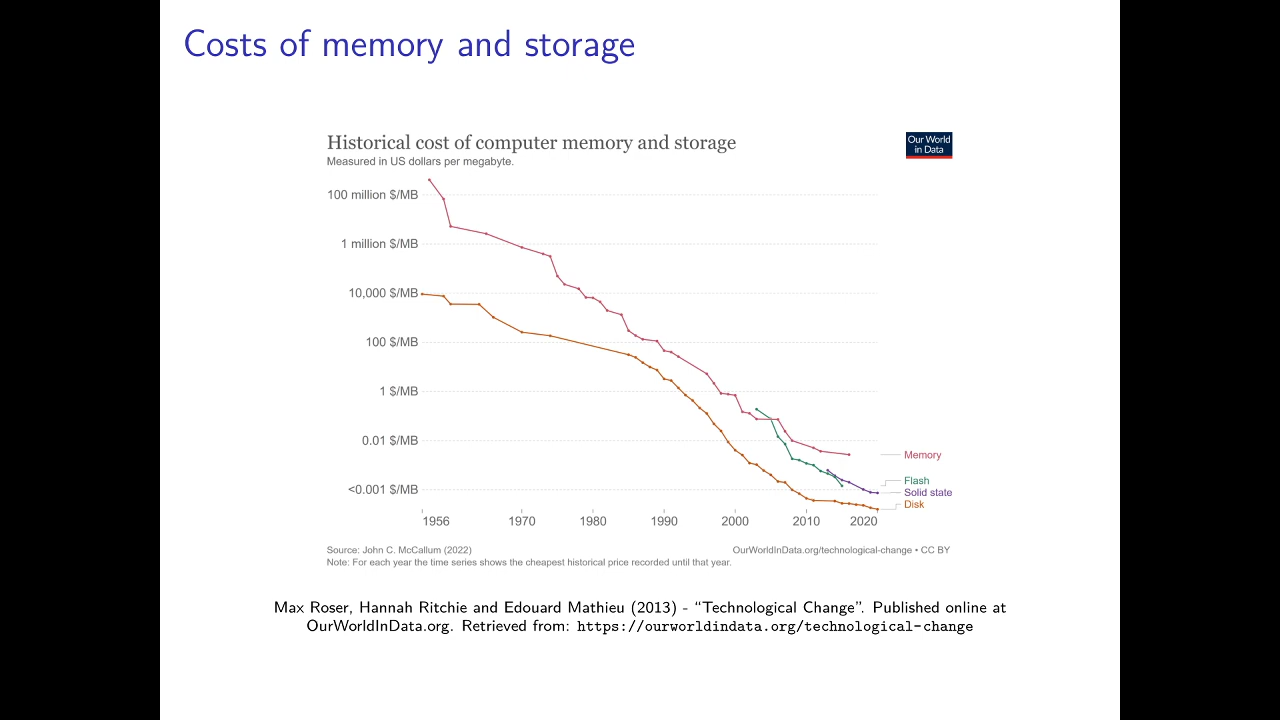 Costs of memory and storage
Historical cost of computer memory and storage
Our World
in Data
Measured in US dollars per megabyte.
100 million $/MB
1 million $/MB
10,000 $/MB
100 $/MB
1 $/MB
0.01 $/MB
<0.001 $/MB
Memory
Flash
Solid state
Disk
1956 1970 1980 1990 2000 2010 2020
Source: John C. McCallum (2022) OurWorldInData.org/technological-change • CC BY
Note: For each year the time series shows the cheapest historical price recorded until that year.
Max Roser, Hannah Ritchie and Edouard Mathieu (2013) - “Technological Change”. Published online at
OurWorldInData.org. Retrieved from: https://ourworldindata.org/technological-change